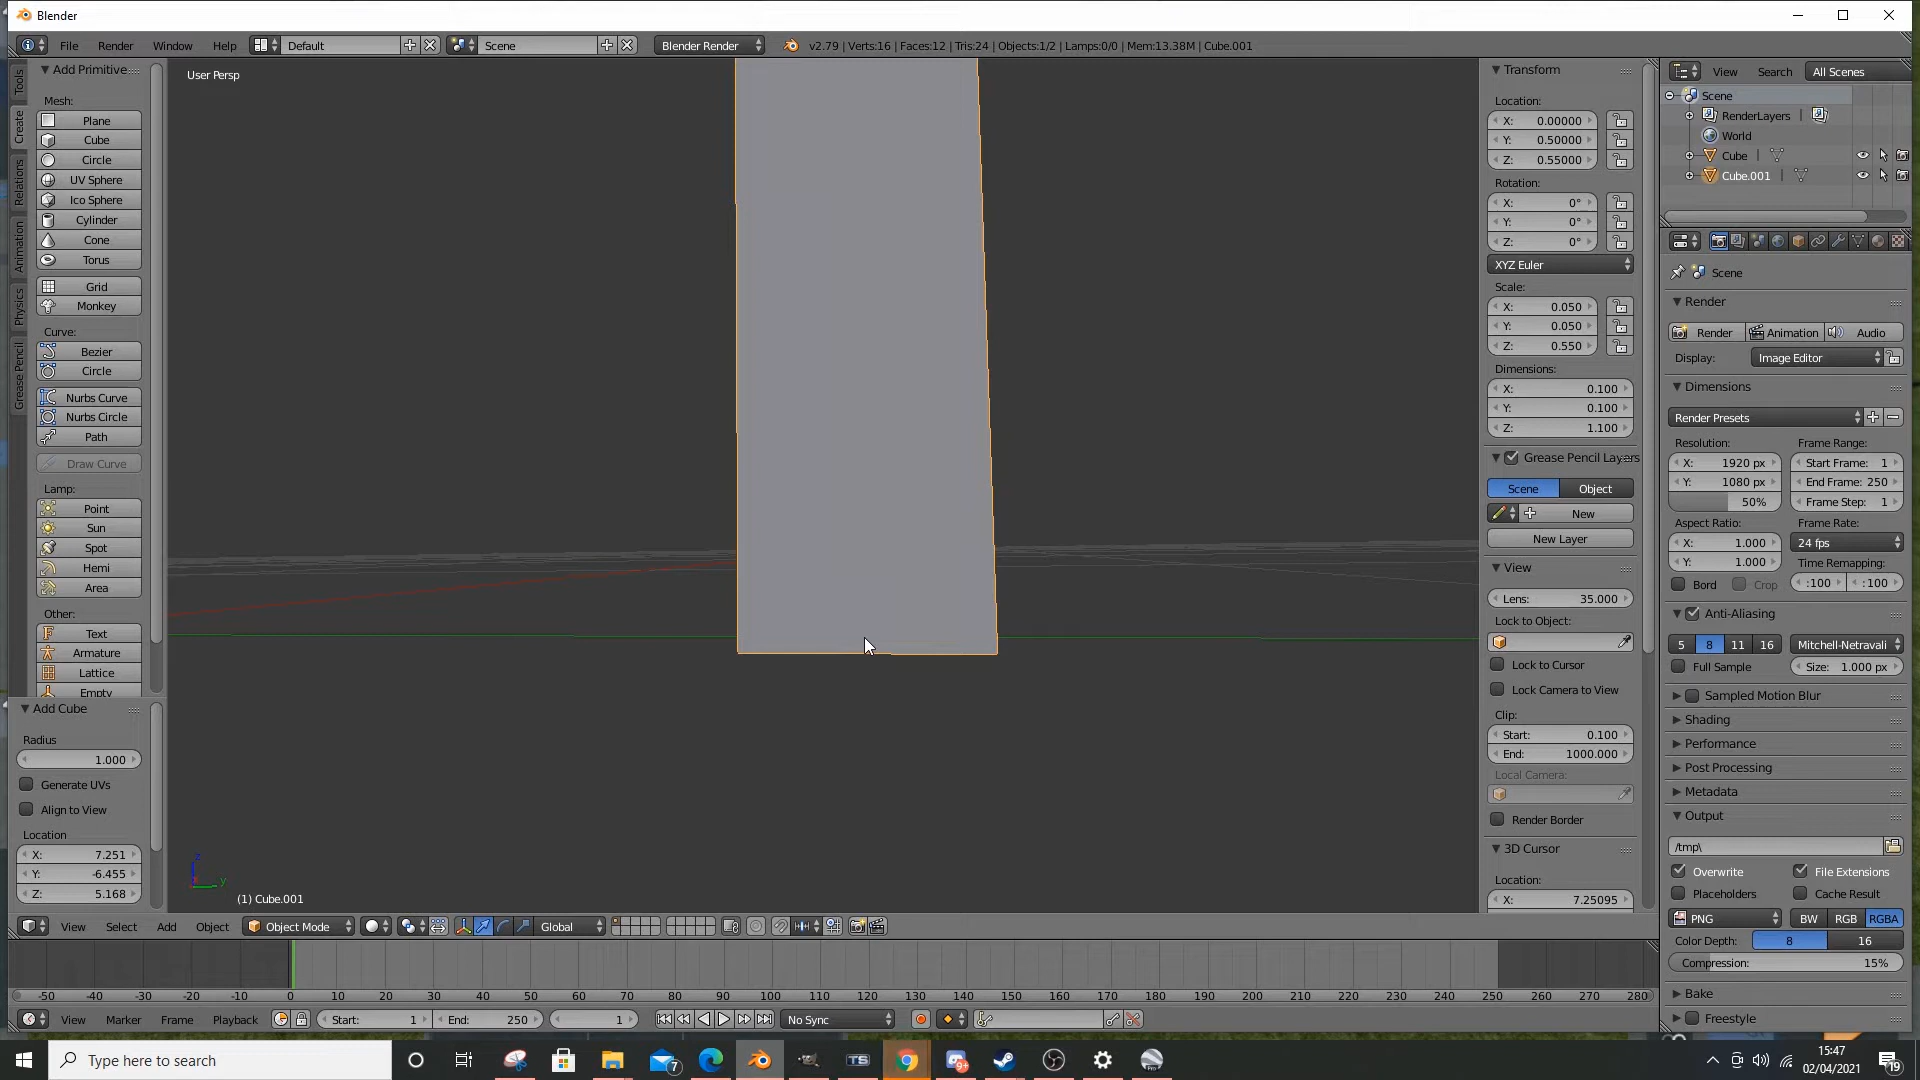 Blender
File Render Window Help Default Scene Blender Render v2.79 | Verts:16 | Faces:12 | Tris:24 | Objects:1/2 | Lamps:0/0 | Mem:13.38M | Cube.001
Tools
Create
Relations
Animation
Physics
Grease Pencil
Add Primitive
Mesh:
Plane
Cube
Circle
UV Sphere
Ico Sphere
Cylinder
Cone
Torus
Grid
Monkey
Curve:
Bezier
Circle
Nurbs Curve
Nurbs Circle
Path
Draw Curve
Lamp:
Point
Sun
Spot
Hemi
Area
Other:
Text
Armature
Lattice
Empty
Add Cube
Radius
1.000
Generate UVs
Align to View
Location
X: 7.251
Y: -6.455
Z: 5.168
User Persp
z
y
(1) Cube.001
Transform
Location:
X: 0.00000
Y: 0.50000
Z: 0.55000
Rotation:
X: 0°
Y: 0°
Z: 0°
XYZ Euler
Scale:
X: 0.050
Y: 0.050
Z: 0.550
Dimensions:
X: 0.100
Y: 0.100
Z: 1.100
Grease Pencil Layers
Scene Object
New
New Layer
View
Lens: 35.000
Lock to Object:
Lock to Cursor
Lock Camera to View
Clip:
Start: 0.100
End: 1000.000
Local Camera:
Render Border
3D Cursor
Location:
X: 7.25095
View Search All Scenes
Scene
RenderLayers |
World
Cube |
Cube.001 |
Scene
Render
Render Animation Audio
Display: Image Editor
Dimensions
Render Presets
Resolution: Frame Range:
X: 1920 px Start Frame: 1
Y: 1080 px End Frame: 250
50% Frame Step: 1
Aspect Ratio: Frame Rate:
X: 1.000 24 fps
Y: 1.000 Time Remapping:
Bord Crop :100 :100
Anti-Aliasing
5 8 11 16 Mitchell-Netravali
Full Sample Size: 1.000 px
Sampled Motion Blur
Shading
Performance
Post Processing
Metadata
Output
/tmp\
Overwrite File Extensions
Placeholders Cache Result
PNG BW RGB RGBA
Color Depth: 8 16
Compression: 15%
Bake
Freestyle
View Select Add Object Object Mode Global
-50 -40 -30 -20 -10 0 10 20 30 40 50 60 70 80 90 100 110 120 130 140 150 160 170 180 190 200 210 220 230 240 250 260 270 280
View Marker Frame Playback Start: 1 End: 250 1 No Sync
Type here to search 7 TS 9+ PRO 15:47
02/04/2021 19